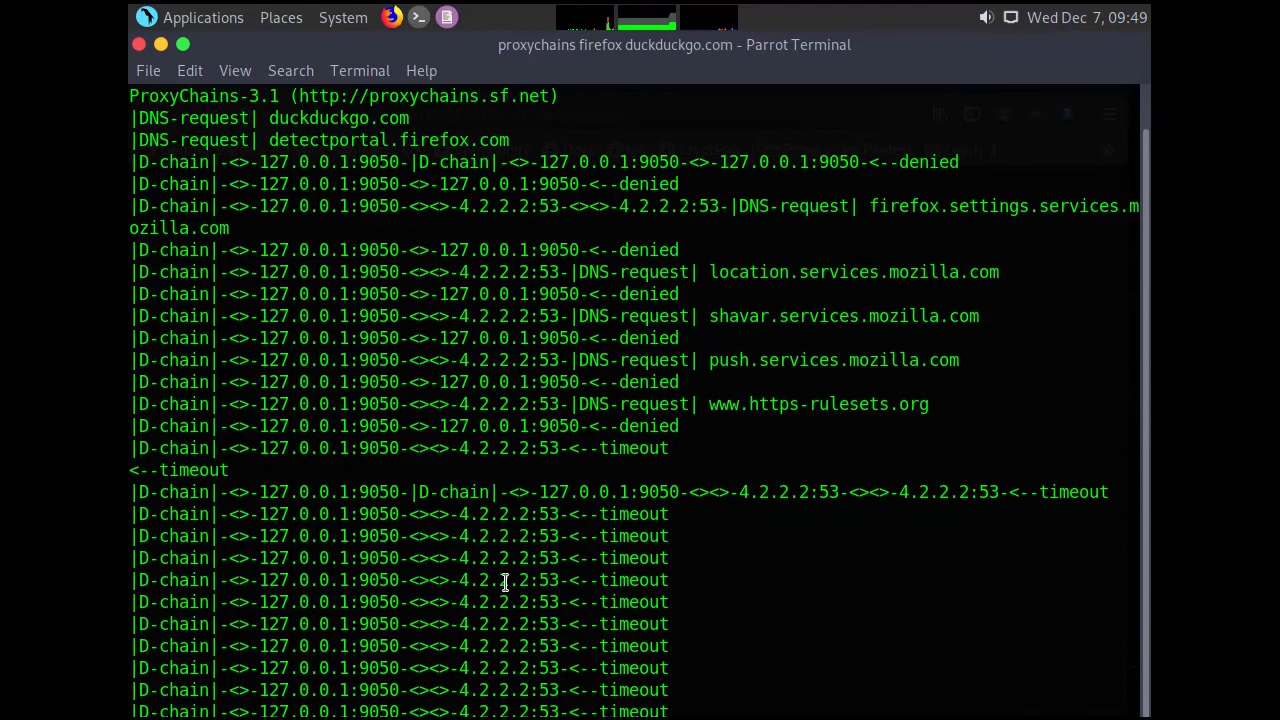 Applications Places System Wed Dec 7, 09:49
proxychains firefox duckduckgo.com - Parrot Terminal
File Edit View Search Terminal Help
ProxyChains-3.1 (http://proxychains.sf.net)
|DNS-request| duckduckgo.com
|DNS-request| detectportal.firefox.com
|D-chain|-<>-127.0.0.1:9050-|D-chain|-<>-127.0.0.1:9050-<>-127.0.0.1:9050-<--denied
|D-chain|-<>-127.0.0.1:9050-<>-127.0.0.1:9050-<--denied
|D-chain|-<>-127.0.0.1:9050-<><>-4.2.2.2:53-<><>-4.2.2.2:53-|DNS-request| firefox.settings.services.m
ozilla.com
|D-chain|-<>-127.0.0.1:9050-<>-127.0.0.1:9050-<--denied
|D-chain|-<>-127.0.0.1:9050-<><>-4.2.2.2:53-|DNS-request| location.services.mozilla.com
|D-chain|-<>-127.0.0.1:9050-<>-127.0.0.1:9050-<--denied
|D-chain|-<>-127.0.0.1:9050-<><>-4.2.2.2:53-|DNS-request| shavar.services.mozilla.com
|D-chain|-<>-127.0.0.1:9050-<>-127.0.0.1:9050-<--denied
|D-chain|-<>-127.0.0.1:9050-<><>-4.2.2.2:53-|DNS-request| push.services.mozilla.com
|D-chain|-<>-127.0.0.1:9050-<>-127.0.0.1:9050-<--denied
|D-chain|-<>-127.0.0.1:9050-<><>-4.2.2.2:53-|DNS-request| www.https-rulesets.org
|D-chain|-<>-127.0.0.1:9050-<>-127.0.0.1:9050-<--denied
|D-chain|-<>-127.0.0.1:9050-<><>-4.2.2.2:53-<--timeout
<--timeout
|D-chain|-<>-127.0.0.1:9050-|D-chain|-<>-127.0.0.1:9050-<><>-4.2.2.2:53-<><>-4.2.2.2:53-<--timeout
|D-chain|-<>-127.0.0.1:9050-<><>-4.2.2.2:53-<--timeout
|D-chain|-<>-127.0.0.1:9050-<><>-4.2.2.2:53-<--timeout
|D-chain|-<>-127.0.0.1:9050-<><>-4.2.2.2:53-<--timeout
|D-chain|-<>-127.0.0.1:9050-<><>-4.2.2.2:53-<--timeout
|D-chain|-<>-127.0.0.1:9050-<><>-4.2.2.2:53-<--timeout
|D-chain|-<>-127.0.0.1:9050-<><>-4.2.2.2:53-<--timeout
|D-chain|-<>-127.0.0.1:9050-<><>-4.2.2.2:53-<--timeout
|D-chain|-<>-127.0.0.1:9050-<><>-4.2.2.2:53-<--timeout
|D-chain|-<>-127.0.0.1:9050-<><>-4.2.2.2:53-<--timeout
|D-chain|-<>-127.0.0.1:9050-<><>-4.2.2.2:53-<--timeout